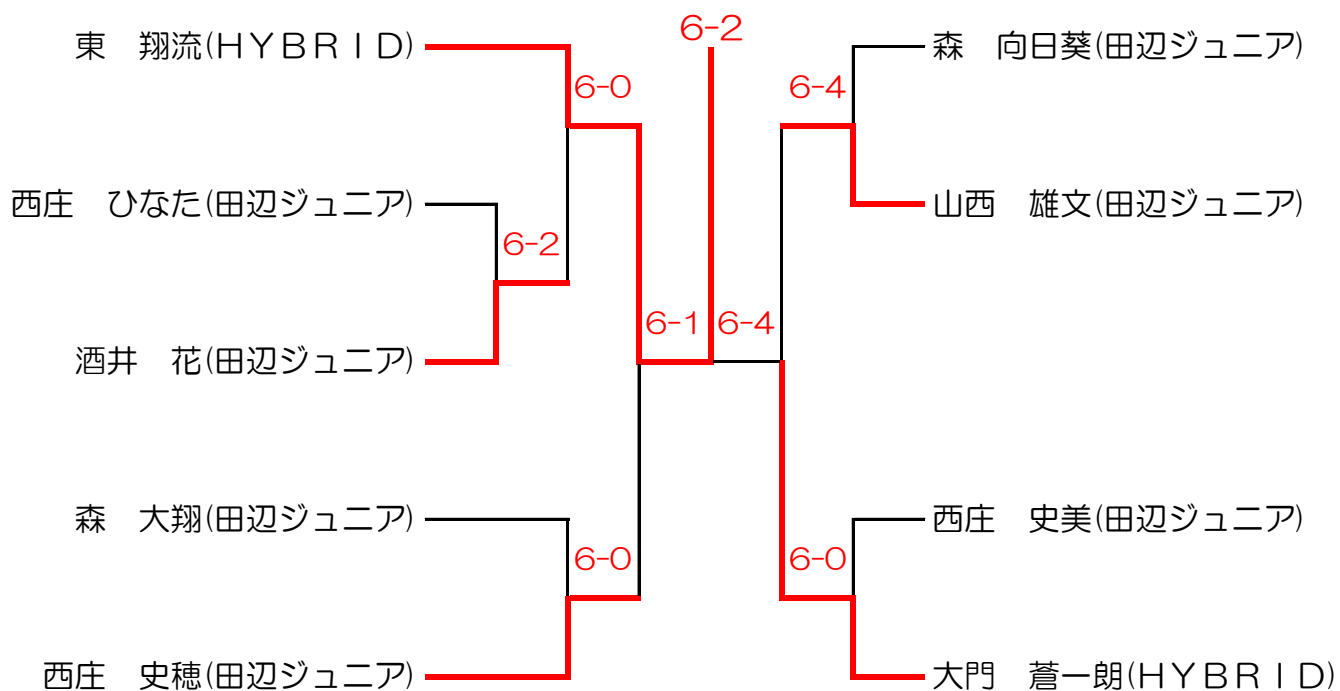 6-2
東　翔流(ＨＹＢＲＩＤ)
森　向日葵(田辺ジュニア)
6-0
6-4
西庄　ひなた(田辺ジュニア)
山西　雄文(田辺ジュニア)
6-2
6-1
6-4
酒井　花(田辺ジュニア)
森　大翔(田辺ジュニア)
西庄　史美(田辺ジュニア)
6-0
6-0
西庄　史穂(田辺ジュニア)
大門　蒼一朗(ＨＹＢＲＩＤ)